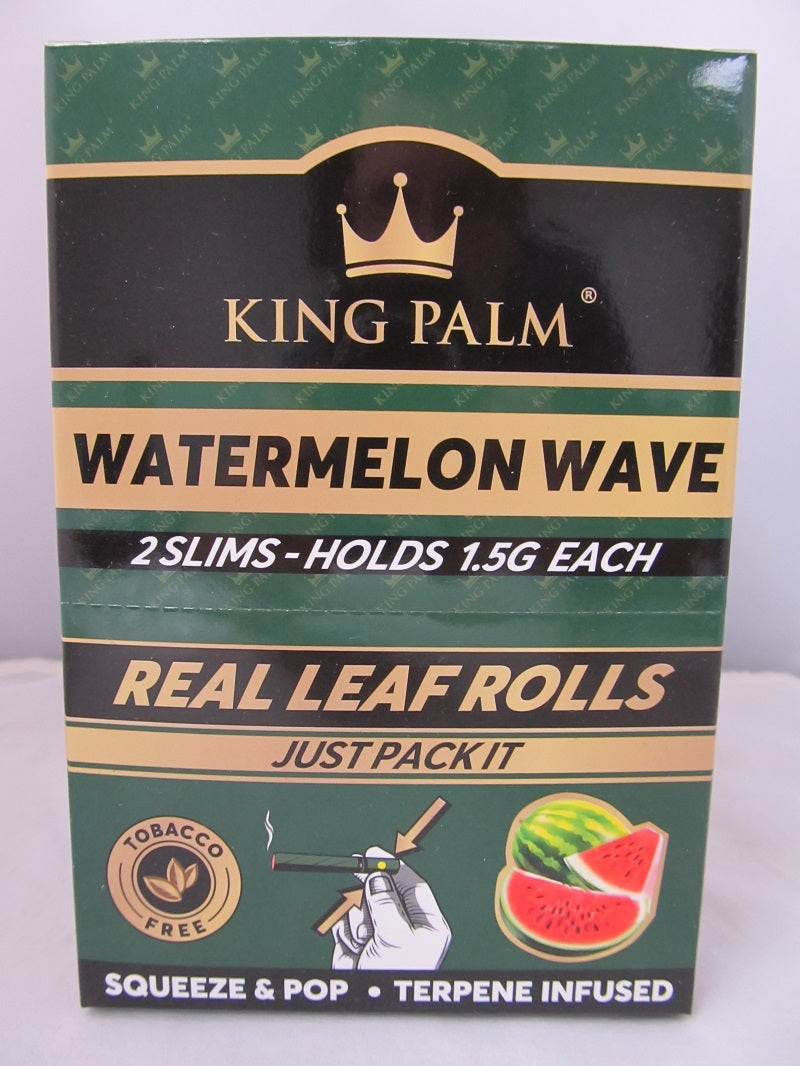 KING PALM®
WATERMELON WAVE
2 SLIMS - HOLDS 1.5G EACH
REAL LEAF ROLLS
JUST PACK IT
TOBACCO
FREE
SQUEEZE & POP • TERPENE INFUSED